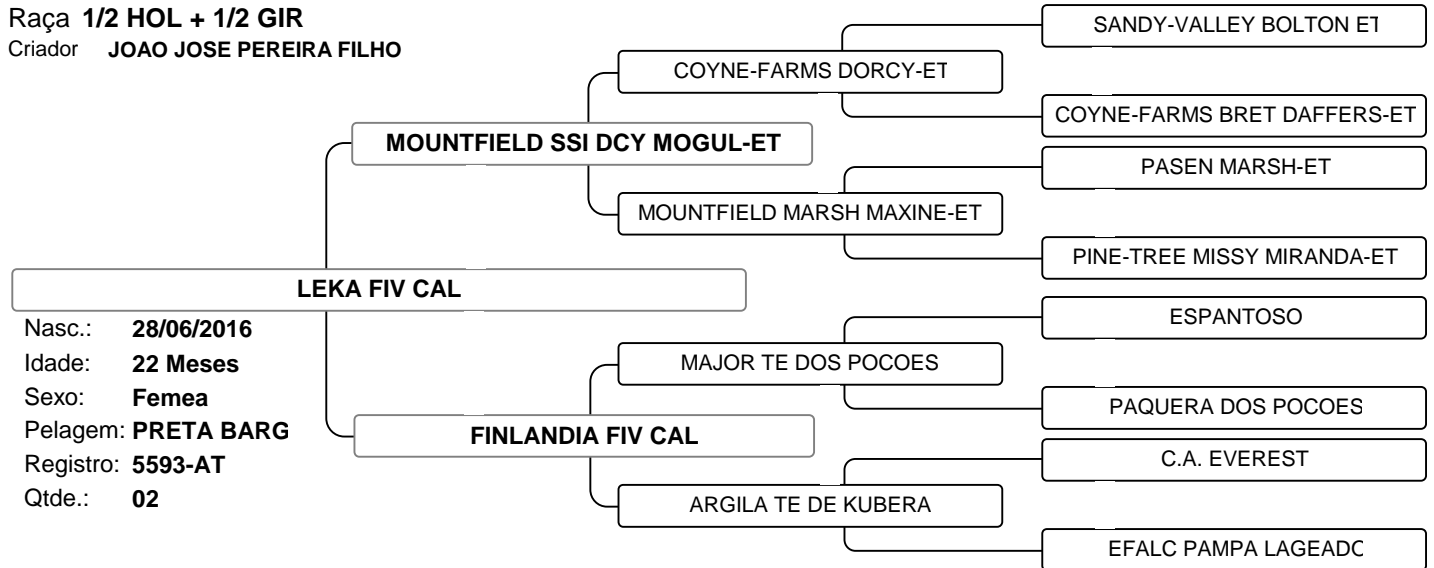 Raça 1/2 HOL + 1/2 GIR
Criador JOAO JOSE PEREIRA FILHO
SANDY-VALLEY BOLTON ET
COYNE-FARMS DORCY-ET
COYNE-FARMS BRET DAFFERS-ET
MOUNTFIELD SSI DCY MOGUL-ET
PASEN MARSH-ET
MOUNTFIELD MARSH MAXINE-ET
PINE-TREE MISSY MIRANDA-ET
LEKA FIV CAL
Nasc.: 28/06/2016
Idade: 22 Meses
Sexo: Femea
Pelagem: PRETA BARG
Registro: 5593-AT
Qtde.: 02
ESPANTOSO
MAJOR TE DOS POCOES
PAQUERA DOS POCOES
FINLANDIA FIV CAL
C.A. EVEREST
ARGILA TE DE KUBERA
EFALC PAMPA LAGEADO